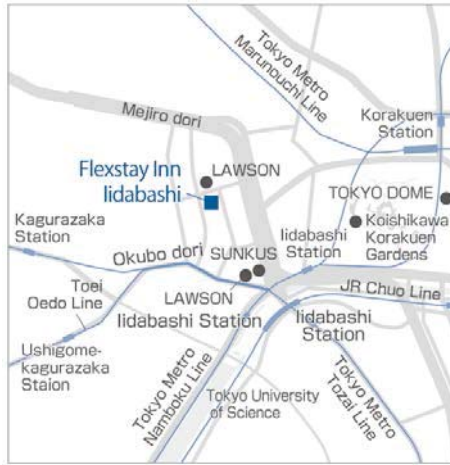 Tokyo Metro
Marunouchi Line
Mejiro dori
Korakuen
Station
Flexstay Inn
Iidabashi
LAWSON
TOKYO DOME
Koishikawa
Korakuen
Gardens
Kagurazaka
Station
Okubo dori
SUNKUS
Iidabashi
Station
Toei
Oedo Line
LAWSON
JR Chuo Line
Iidabashi Station
Iidabashi
Station
Ushigome-
kagurazaka
Staion
Tokyo Metro
Namboku Line
Tokyo University
of Science
Tokyo Metro
Tozai Line